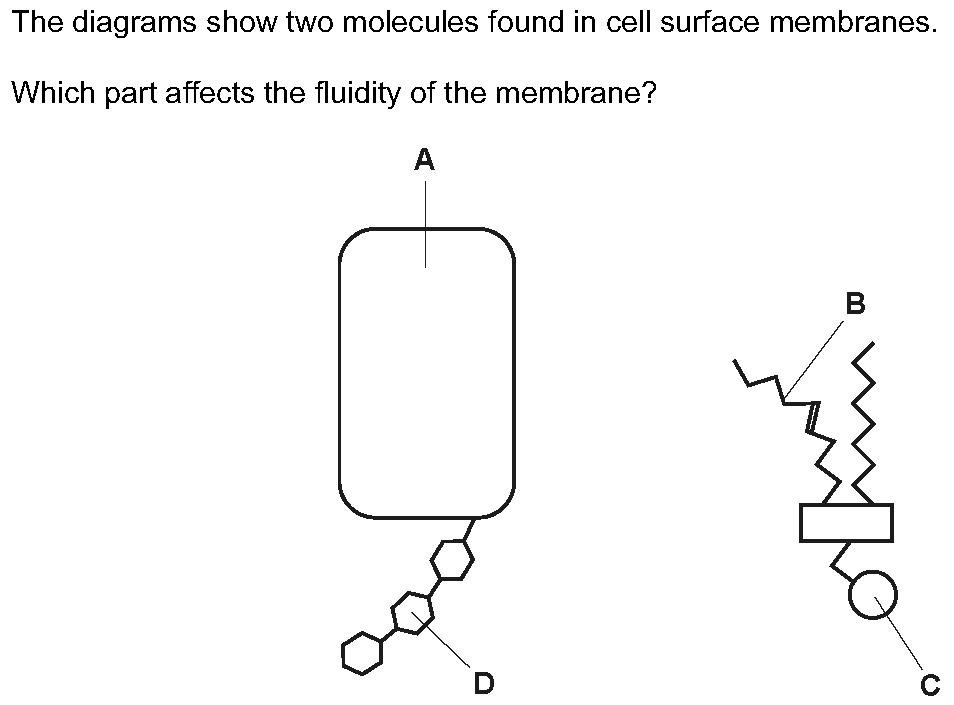 The diagrams show two molecules found in cell surface membranes.
Which part affects the fluidity of the membrane?
A
B
D
C